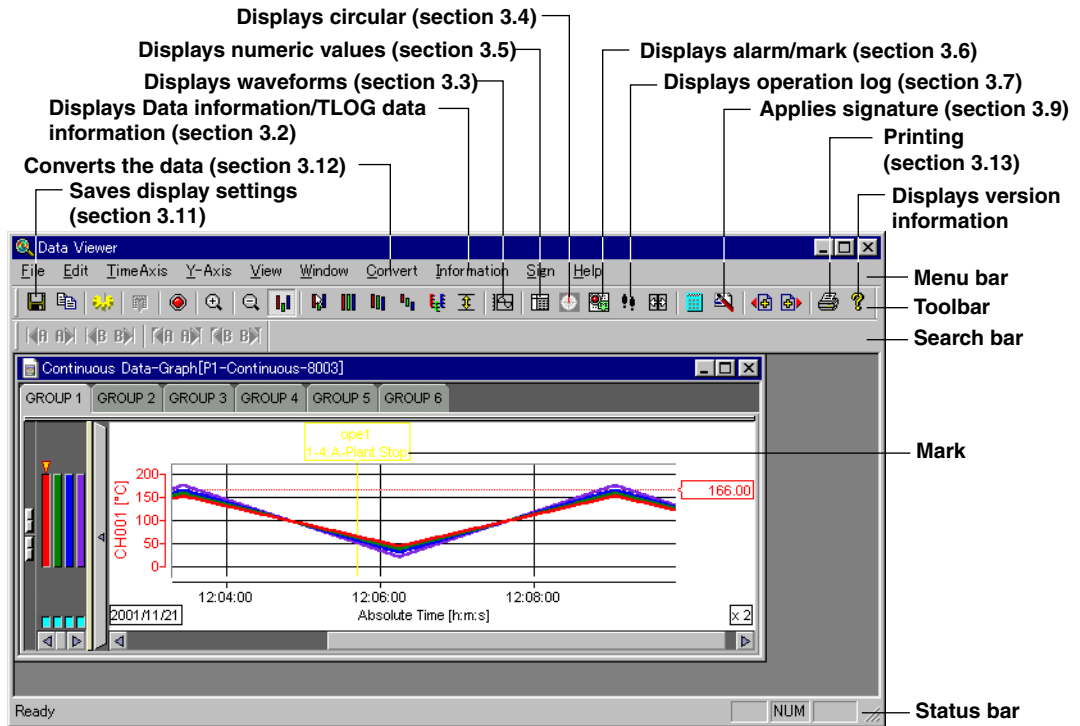 Displays circular (section 3.4)
Displays numeric values (section 3.5)
Displays alarm/mark (section 3.6)
Displays waveforms (section 3.3)
Displays operation log (section 3.7)
Displays Data information/TLOG data
information (section 3.2)
Applies signature (section 3.9)
Printing
(section 3.13)
Converts the data (section 3.12)
Saves display settings
(section 3.11)
Displays version
information
Data Viewer
File Edit TimeAxis Y-Axis View Window Convert Information Sign Help
Menu bar
Toolbar
A A B B A A B B
Search bar
Continuous Data-Graph[P1-Continuous-8003]
GROUP 1 GROUP 2 GROUP 3 GROUP 4 GROUP 5 GROUP 6
ope1
1-4:A-Plant Stop
Mark
CH001 [°C]
200
150
100
50
0
166.00
12:04:00 12:06:00 12:08:00
2001/11/21
Absolute Time [h:m:s]
x 2
Ready
NUM
Status bar